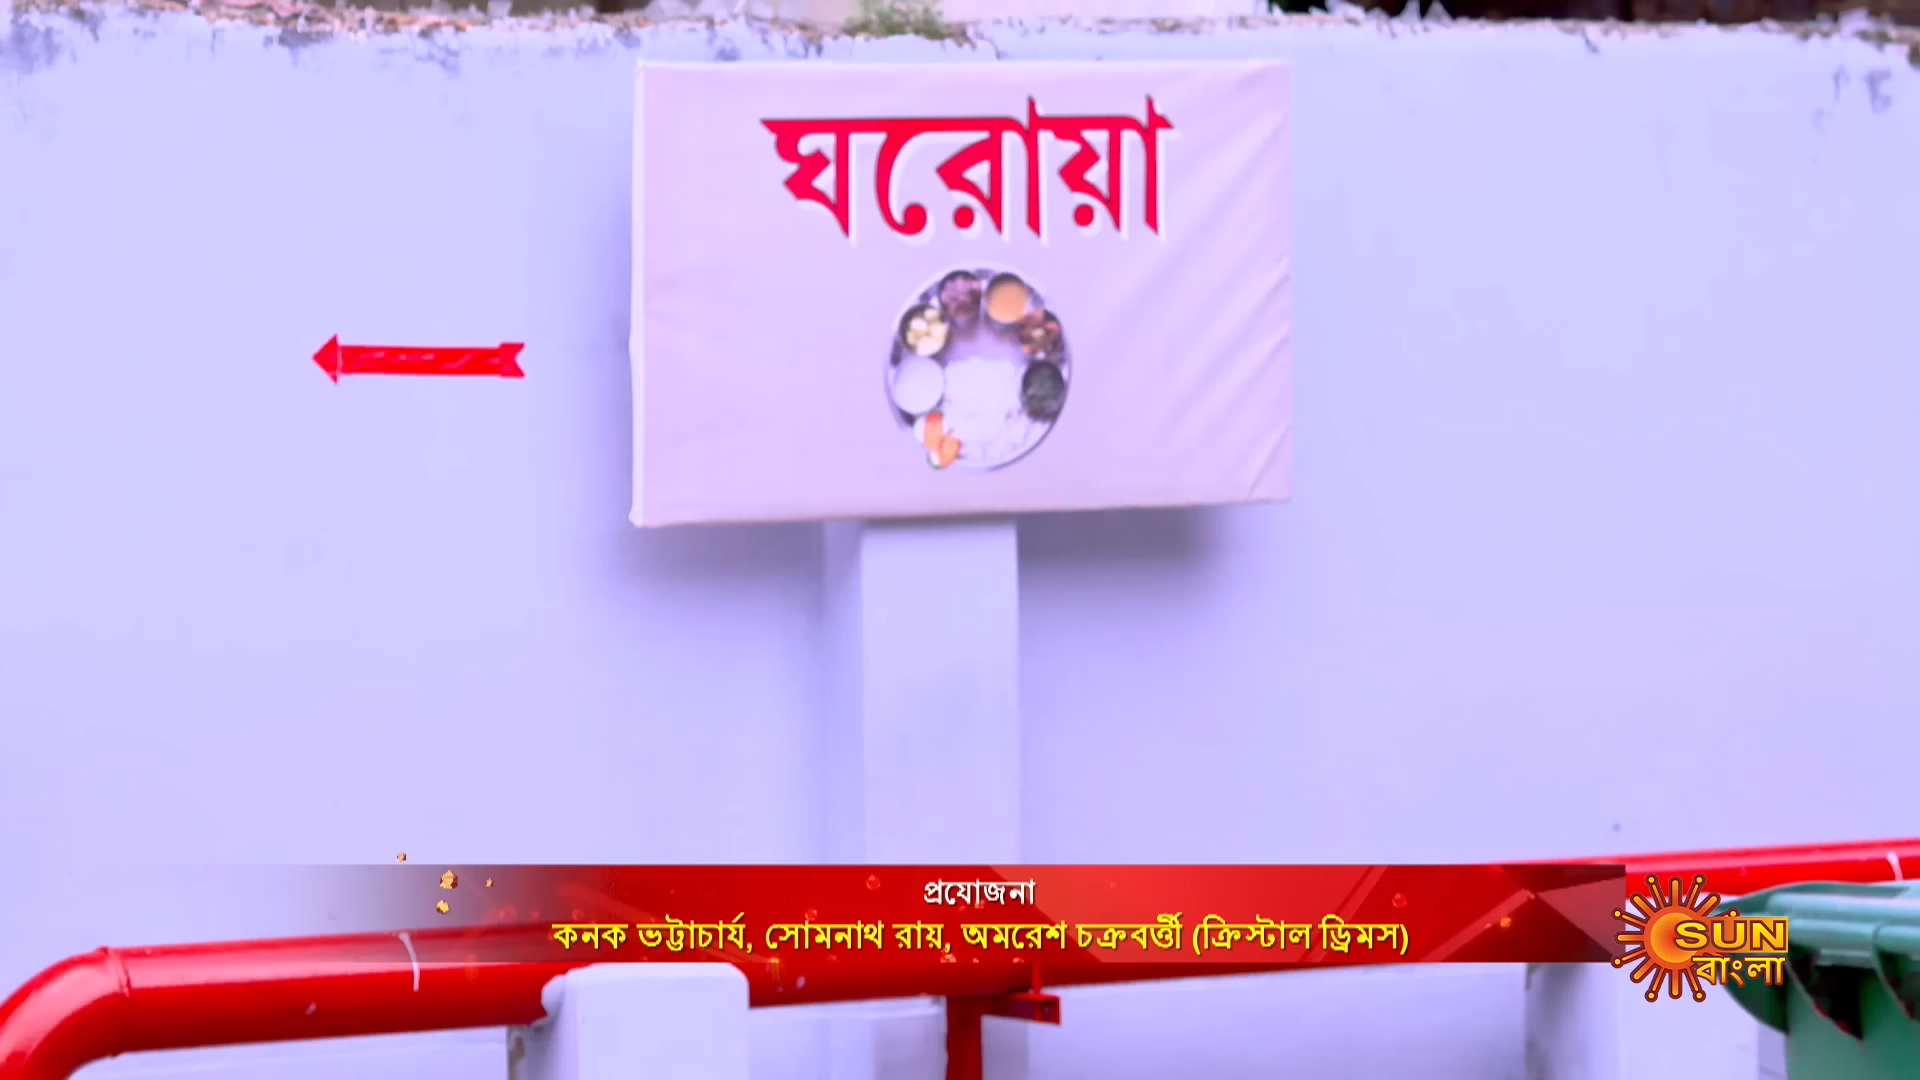 ঘরোয়া
প্রযোজনা
কনক ভট্টাচার্য, সোমনাথ রায়, অমরেশ চক্রবর্ত্তী (ক্রিস্টাল ড্রিমস)
SUN
বাংলা